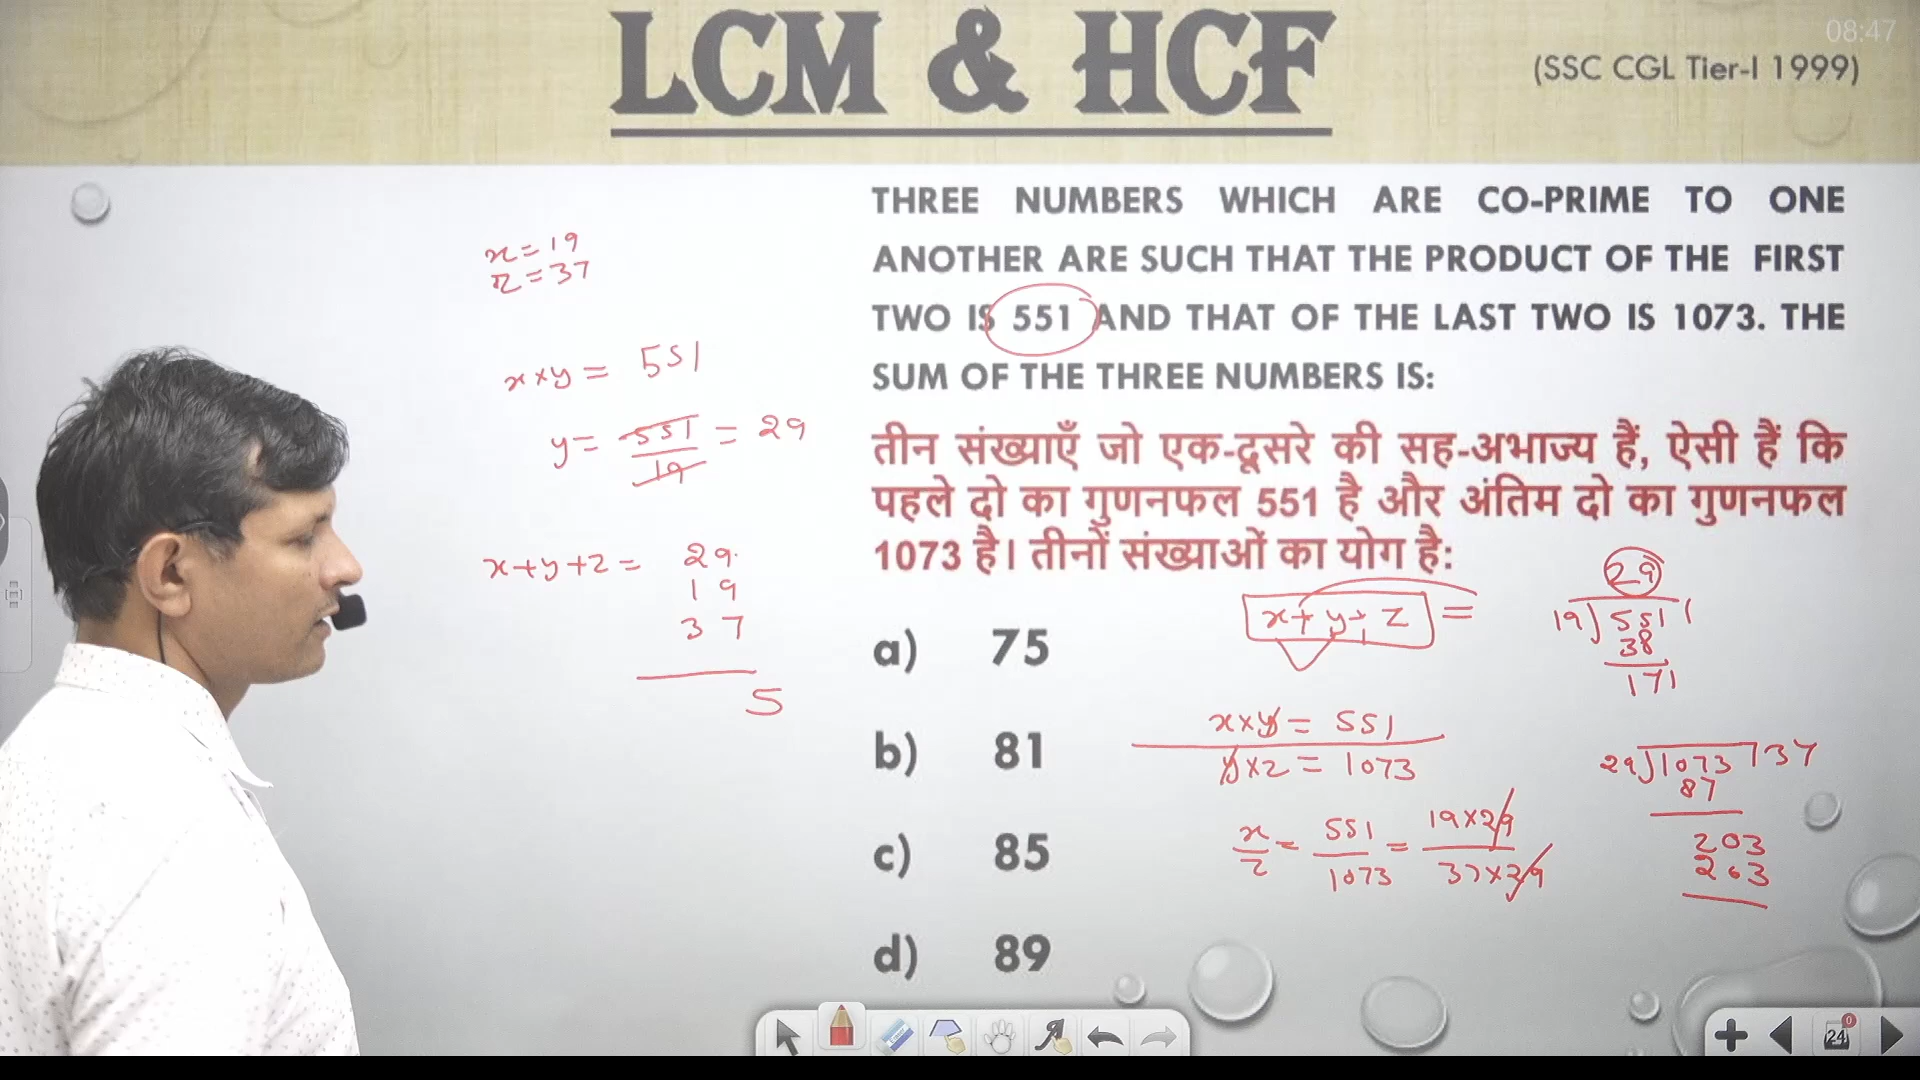 LCM & HCF
08:47
(SSC CGL Tier-I 1999)
THREE NUMBERS WHICH ARE CO-PRIME TO ONE
ANOTHER ARE SUCH THAT THE PRODUCT OF THE FIRST
TWO IS 551 AND THAT OF THE LAST TWO IS 1073. THE
SUM OF THE THREE NUMBERS IS:
तीन संख्याएँ जो एक-दूसरे की सह-अभाज्य हैं, ऐसी हैं कि
पहले दो का गुणनफल 551 है और अंतिम दो का गुणनफल
1073 है। तीनों संख्याओं का योग है:
a) 75
b) 81
c) 85
d) 89
x = 19
z = 37
x × y = 551
y = 551/19 = 29
x + y + z = 29
19
37
5
x + y + z =
29
19 ) 551 (
38
171
x × y = 551
y × z = 1073
x/z = 551/1073 = 19 × 29/37 × 29
29 ) 1073 ) 37
87
203
203
24
0